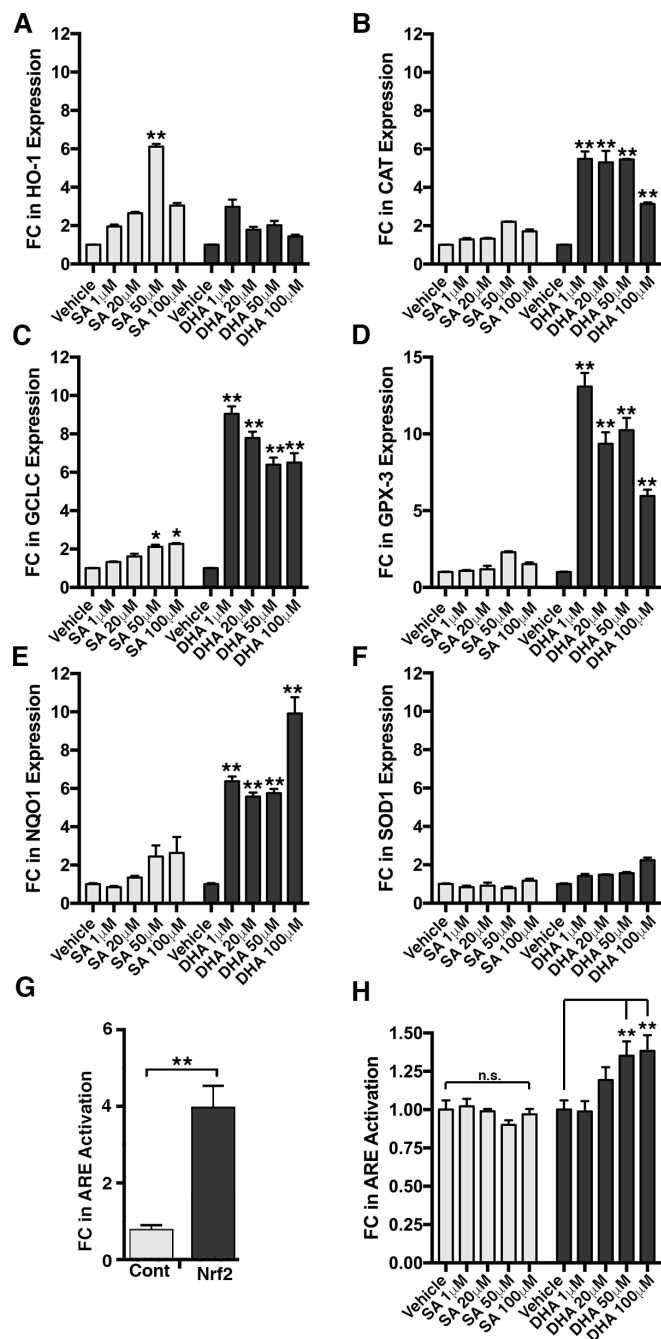 A
FC in HO-1 Expression
12
10
8
6
4
2
0
**
Vehicle
SA 1μM
SA 20μM
SA 50μM
SA 100μM
Vehicle
DHA 1μM
DHA 20μM
DHA 50μM
DHA 100μM
B
FC in CAT Expression
12
10
8
6
4
2
0
**
**
**
**
Vehicle
SA 1μM
SA 20μM
SA 50μM
SA 100μM
Vehicle
DHA 1μM
DHA 20μM
DHA 50μM
DHA 100μM
C
FC in GCLC Expression
12
10
8
6
4
2
0
*
*
**
**
**
**
Vehicle
SA 1μM
SA 20μM
SA 50μM
SA 100μM
Vehicle
DHA 1μM
DHA 20μM
DHA 50μM
DHA 100μM
D
FC in GPX-3 Expression
15
10
5
0
**
**
**
**
Vehicle
SA 1μM
SA 20μM
SA 50μM
SA 100μM
Vehicle
DHA 1μM
DHA 20μM
DHA 50μM
DHA 100μM
E
FC in NQO1 Expression
12
10
8
6
4
2
0
**
**
**
**
Vehicle
SA 1μM
SA 20μM
SA 50μM
SA 100μM
Vehicle
DHA 1μM
DHA 20μM
DHA 50μM
DHA 100μM
F
FC in SOD1 Expression
12
10
8
6
4
2
0
Vehicle
SA 1μM
SA 20μM
SA 50μM
SA 100μM
Vehicle
DHA 1μM
DHA 20μM
DHA 50μM
DHA 100μM
G
FC in ARE Activation
6
4
2
0
**
Cont
Nrf2
H
FC in ARE Activation
1.50
1.25
1.00
0.75
0.50
0.25
0.00
n.s.
**
**
Vehicle
SA 1μM
SA 20μM
SA 50μM
SA 100μM
Vehicle
DHA 1μM
DHA 20μM
DHA 50μM
DHA 100μM